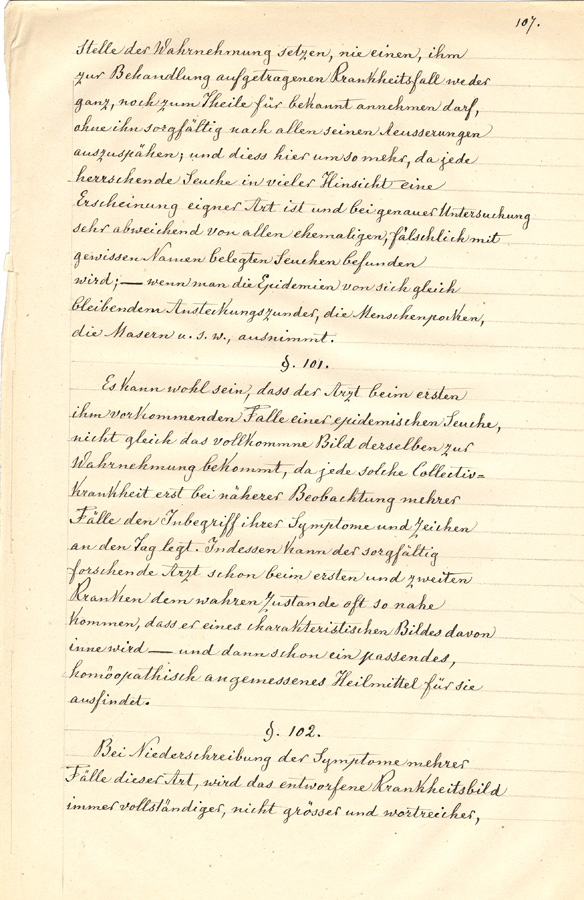 107.
Stelle der Wahrnehmung setzen, nie einen, ihm
zur Behandlung aufgetragenen Krankheitsfall weder
ganz, noch zum Theile für bekannt annehmen darf,
ohne ihn sorgfältig nach allen seinen Aeusserungen
auszuspähen; und diess hier um so mehr, da jede
herrschende Seuche in vieler Hinsicht eine
Erscheinung eigner Art ist und bei genauer Untersuchung
sehr abweichend von allen ehemaligen, fälschlich mit
gewissen Namen belegten Seuchen befunden
wird; — wenn man die Epidemien von sich gleich
bleibendem Ansteckungszunder, die Menschenpocken,
die Masern u. s. w., ausnimmt.
§. 101.
Es kann wohl sein, dass der Arzt beim ersten
ihm vorkommenden Falle einer epidemischen Seuche,
nicht gleich das vollkommne Bild derselben zur
Wahrnehmung bekommt, da jede solche Collectiv=
Krankheit erst bei näherer Beobachtung mehrer
Fälle den Inbegriff ihrer Symptome und Zeichen
an den Tag legt. Indessen kann der sorgfältig
forschende Arzt schon beim ersten und zweiten
Kranken dem wahren Zustande oft so nahe
kommen, dass er eines charakteristischen Bildes davon
inne wird — und dann schon ein passendes,
homöopathisch angemessenes Heilmittel für sie
ausfindet.
§. 102.
Bei Niederschreibung der Symptome mehrer
Fälle dieser Art, wird das entworfene Krankheitsbild
immer vollständiger, nicht grösser und wortreicher,